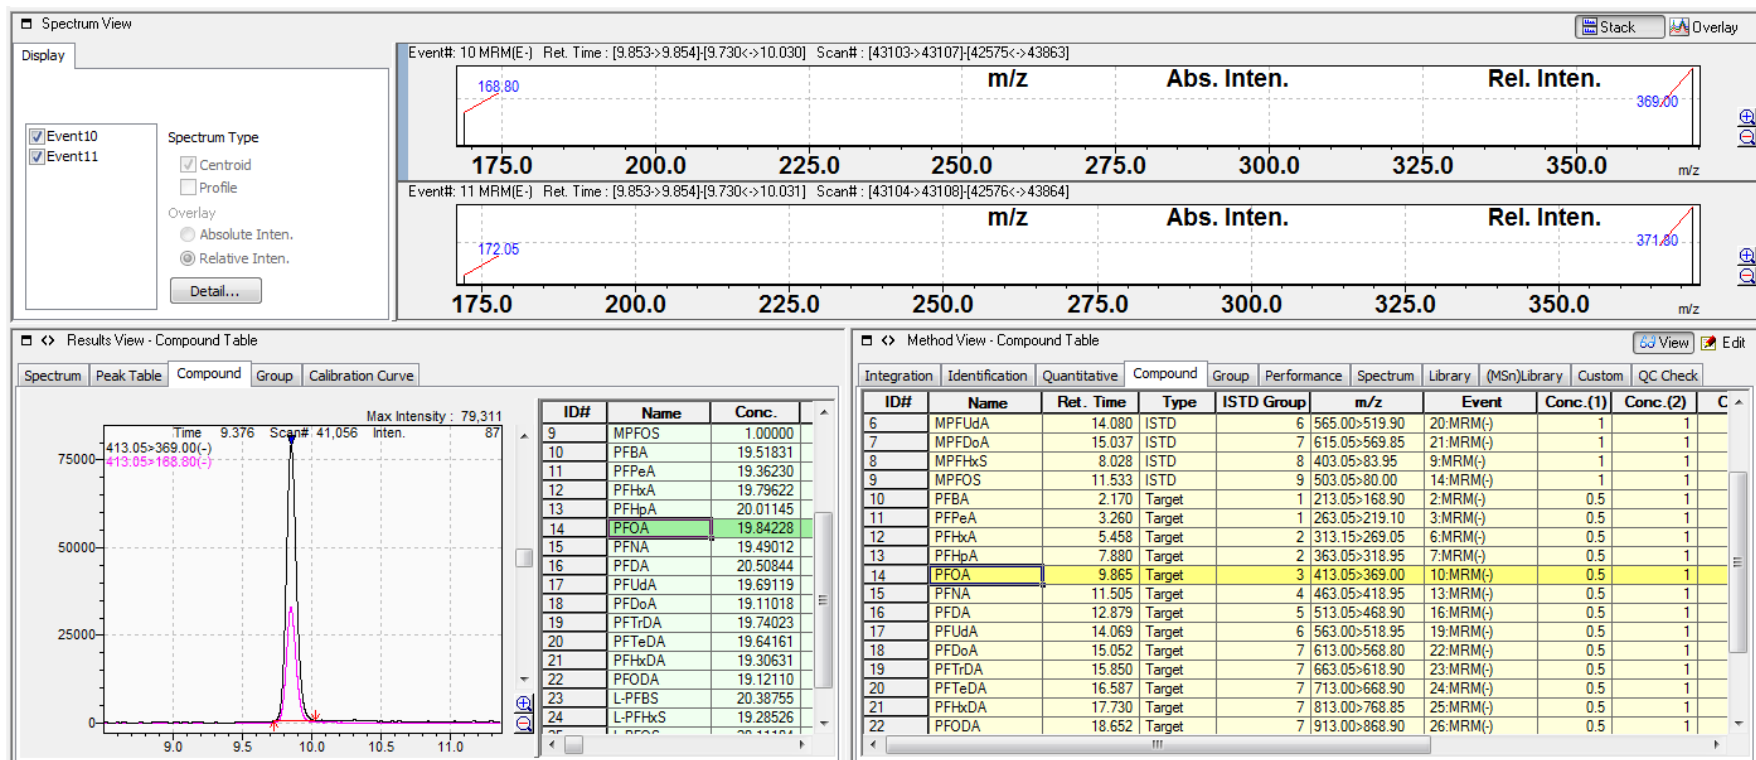 Spectrum View
Stack Overlay
Display
Event10
Event11
Spectrum Type
Centroid
Profile
Overlay
Absolute Inten.
Relative Inten.
Detail...
Event#: 10 MRM(E-) Ret. Time : [9.853->9.854]-[9.730<->10.030] Scan# : [43103->43107]-[42575<->43863]
m/z Abs. Inten. Rel. Inten.
168.80 369.00
175.0 200.0 225.0 250.0 275.0 300.0 325.0 350.0 m/z
Event#: 11 MRM(E-) Ret. Time : [9.853->9.854]-[9.730<->10.031] Scan# : [43104->43108]-[42576<->43864]
m/z Abs. Inten. Rel. Inten.
172.05 371.80
175.0 200.0 225.0 250.0 275.0 300.0 325.0 350.0 m/z
Results View - Compound Table
Spectrum Peak Table Compound Group Calibration Curve
Max Intensity : 79,311
Time 9.376 Scan# 41,056 Inten. 87
413.05>369.00(-)
413.05>168.80(-)
75000
50000
25000
0
9.0 9.5 10.0 10.5 11.0
ID# Name Conc.
9 MPFOS 1.00000
10 PFBA 19.51831
11 PFPeA 19.36230
12 PFHxA 19.79622
13 PFHpA 20.01145
14 PFOA 19.84228
15 PFNA 19.49012
16 PFDA 20.50844
17 PFUdA 19.69119
18 PFDoA 19.11018
19 PFTrDA 19.74023
20 PFTeDA 19.64161
21 PFHxDA 19.30631
22 PFODA 19.12110
23 L-PFBS 20.38755
24 L-PFHxS 19.28526
Method View - Compound Table
View Edit
Integration Identification Quantitative Compound Group Performance Spectrum Library (MSn)Library Custom QC Check
ID# Name Ret. Time Type ISTD Group m/z Event Conc.(1) Conc.(2) C
6 MPFUdA 14.080 ISTD 6 565.00>519.90 20:MRM(-) 1 1
7 MPFDoA 15.037 ISTD 7 615.05>569.85 21:MRM(-) 1 1
8 MPFHxS 8.028 ISTD 8 403.05>83.95 9:MRM(-) 1 1
9 MPFOS 11.533 ISTD 9 503.05>80.00 14:MRM(-) 1 1
10 PFBA 2.170 Target 1 213.05>168.90 2:MRM(-) 0.5 1
11 PFPeA 3.260 Target 1 263.05>219.10 3:MRM(-) 0.5 1
12 PFHxA 5.458 Target 2 313.15>269.05 6:MRM(-) 0.5 1
13 PFHpA 7.880 Target 2 363.05>318.95 7:MRM(-) 0.5 1
14 PFOA 9.865 Target 3 413.05>369.00 10:MRM(-) 0.5 1
15 PFNA 11.505 Target 4 463.05>418.95 13:MRM(-) 0.5 1
16 PFDA 12.879 Target 5 513.05>468.90 16:MRM(-) 0.5 1
17 PFUdA 14.069 Target 6 563.00>518.95 19:MRM(-) 0.5 1
18 PFDoA 15.052 Target 7 613.00>568.80 22:MRM(-) 0.5 1
19 PFTrDA 15.850 Target 7 663.05>618.90 23:MRM(-) 0.5 1
20 PFTeDA 16.587 Target 7 713.00>668.90 24:MRM(-) 0.5 1
21 PFHxDA 17.730 Target 7 813.00>768.85 25:MRM(-) 0.5 1
22 PFODA 18.652 Target 7 913.00>868.90 26:MRM(-) 0.5 1